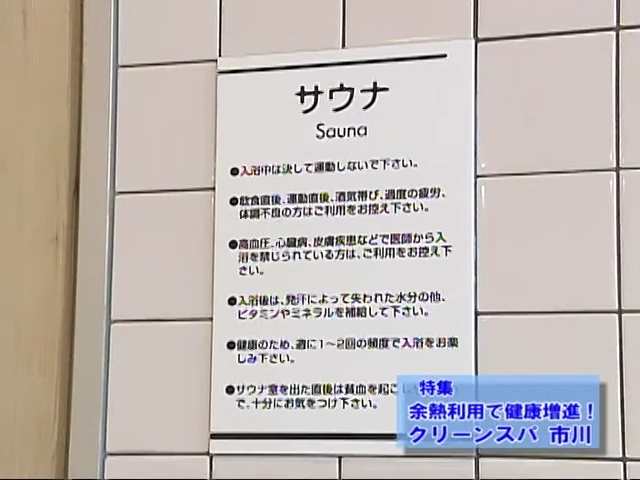 サウナ
Sauna
●入浴中は決して運動しないで下さい。
●飲食直後、運動直後、酒気帯び、過度の疲労、
体調不良の方はご利用をお控え下さい。
●高血圧、心臓病、皮膚疾患などで医師から入
浴を禁じられている方は、ご利用をお控え下
さい。
●入浴後は、発汗によって失われた水分の他、
ビタミンやミネラルを補給して下さい。
●健康のため、週に1～2回の頻度で入浴をお楽
しみ下さい。
●サウナ室を出た直後は貧血を起こし
で、十分にお気をつけ下さい。
特集
余熱利用で健康増進！
クリーンスパ 市川